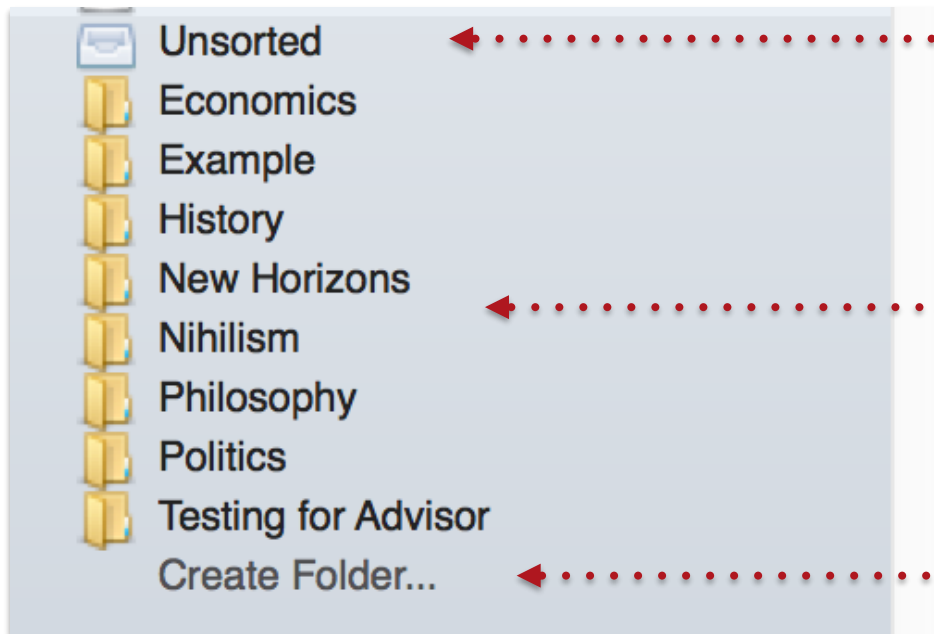 Unsorted
Economics
Example
History
New Horizons
Nihilism
Philosophy
Politics
Testing for Advisor
Create Folder...